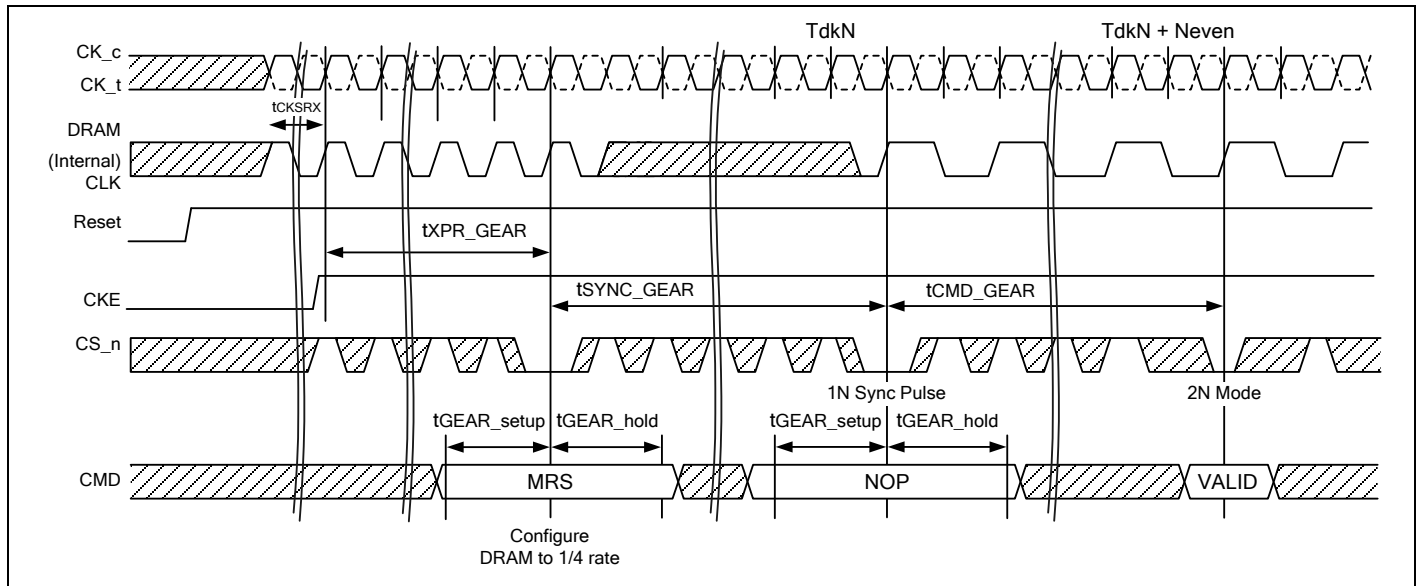 TdkN
TdkN + Neven
CK_c
CK_t
tCKSRX
DRAM
(Internal)
CLK
Reset
tXPR_GEAR
CKE
tSYNC_GEAR
tCMD_GEAR
CS_n
1N Sync Pulse
2N Mode
tGEAR_setup
tGEAR_hold
tGEAR_setup
tGEAR_hold
CMD
MRS
NOP
VALID
Configure
DRAM to 1/4 rate